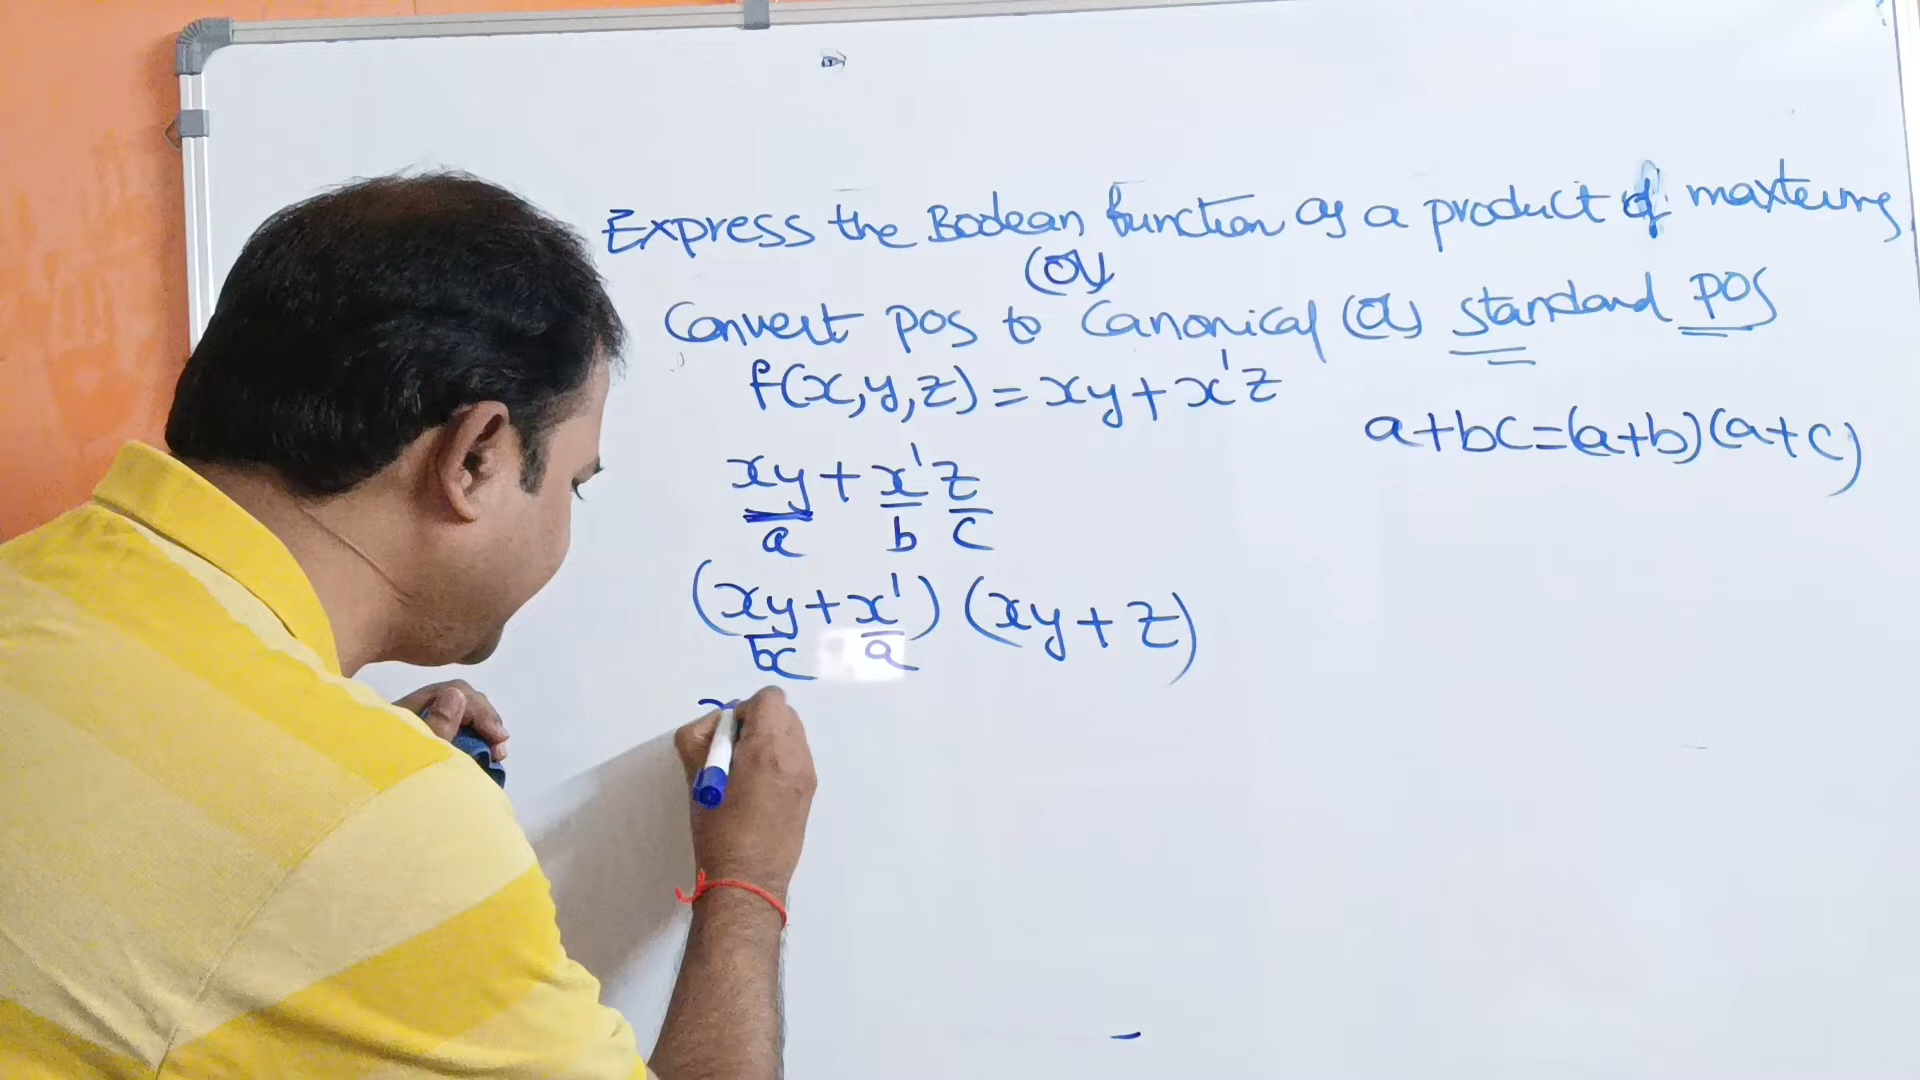 Express the Boolean function as a product of maxterms
(or)
Convert POS to Canonical (or) standard POS
f(x,y,z) = xy + x'z
a+bc=(a+b)(a+c)
xy + x'z
a b c
(xy + x') (xy + z)
bc a
x